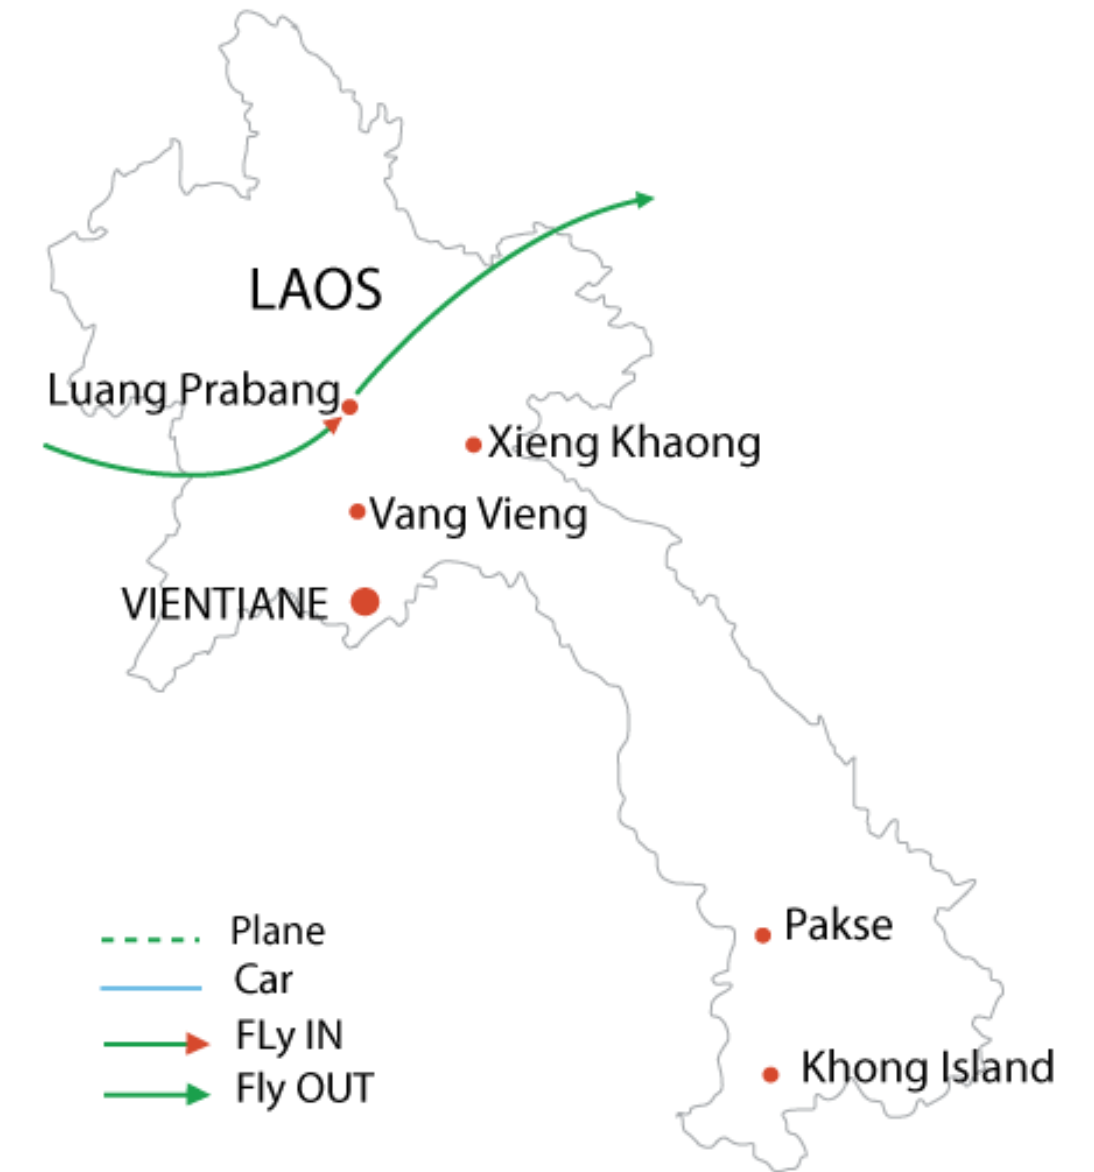 LAOS
Luang Prabang
Xieng Khaong
Vang Vieng
VIENTIANE
Pakse
Khong Island
Plane
Car
FLy IN
Fly OUT